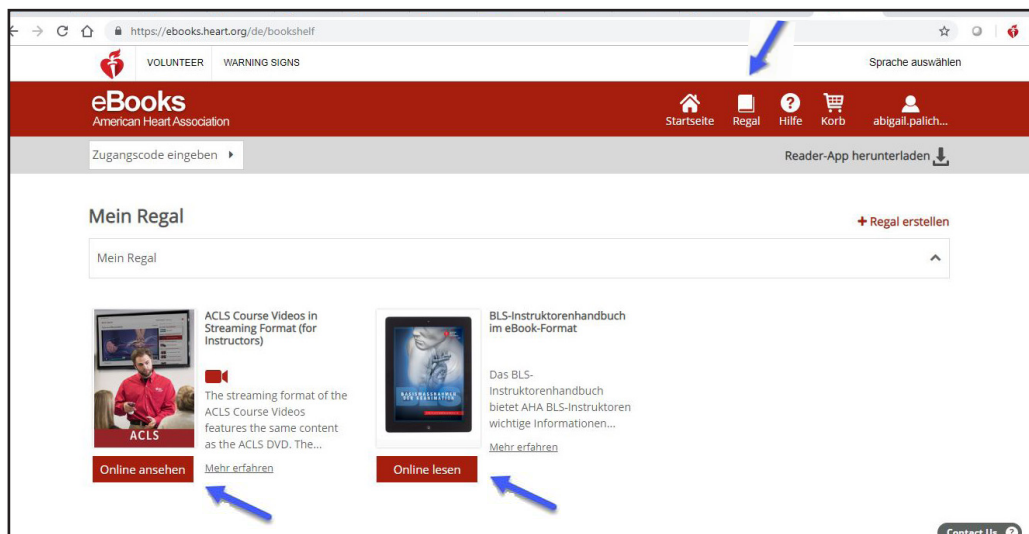 https://ebooks.heart.org/de/bookshelf
VOLUNTEER WARNING SIGNS Sprache auswählen
eBooks
American Heart Association
Startseite Regal Hilfe Korb abigail.palich...
Zugangscode eingeben Reader-App herunterladen
Mein Regal
+ Regal erstellen
Mein Regal
ACLS Course Videos in
Streaming Format (for
Instructors)
The streaming format of the
ACLS Course Videos
features the same content
as the ACLS DVD. The...
Mehr erfahren
ACLS
Online ansehen
BLS-Instruktorenhandbuch
im eBook-Format
Das BLS-
Instruktorenhandbuch
bietet AHA BLS-Instruktoren
wichtige Informationen...
Mehr erfahren
BASISMASSNAHMEN
DER REANIMATION
Online lesen
Contact Us